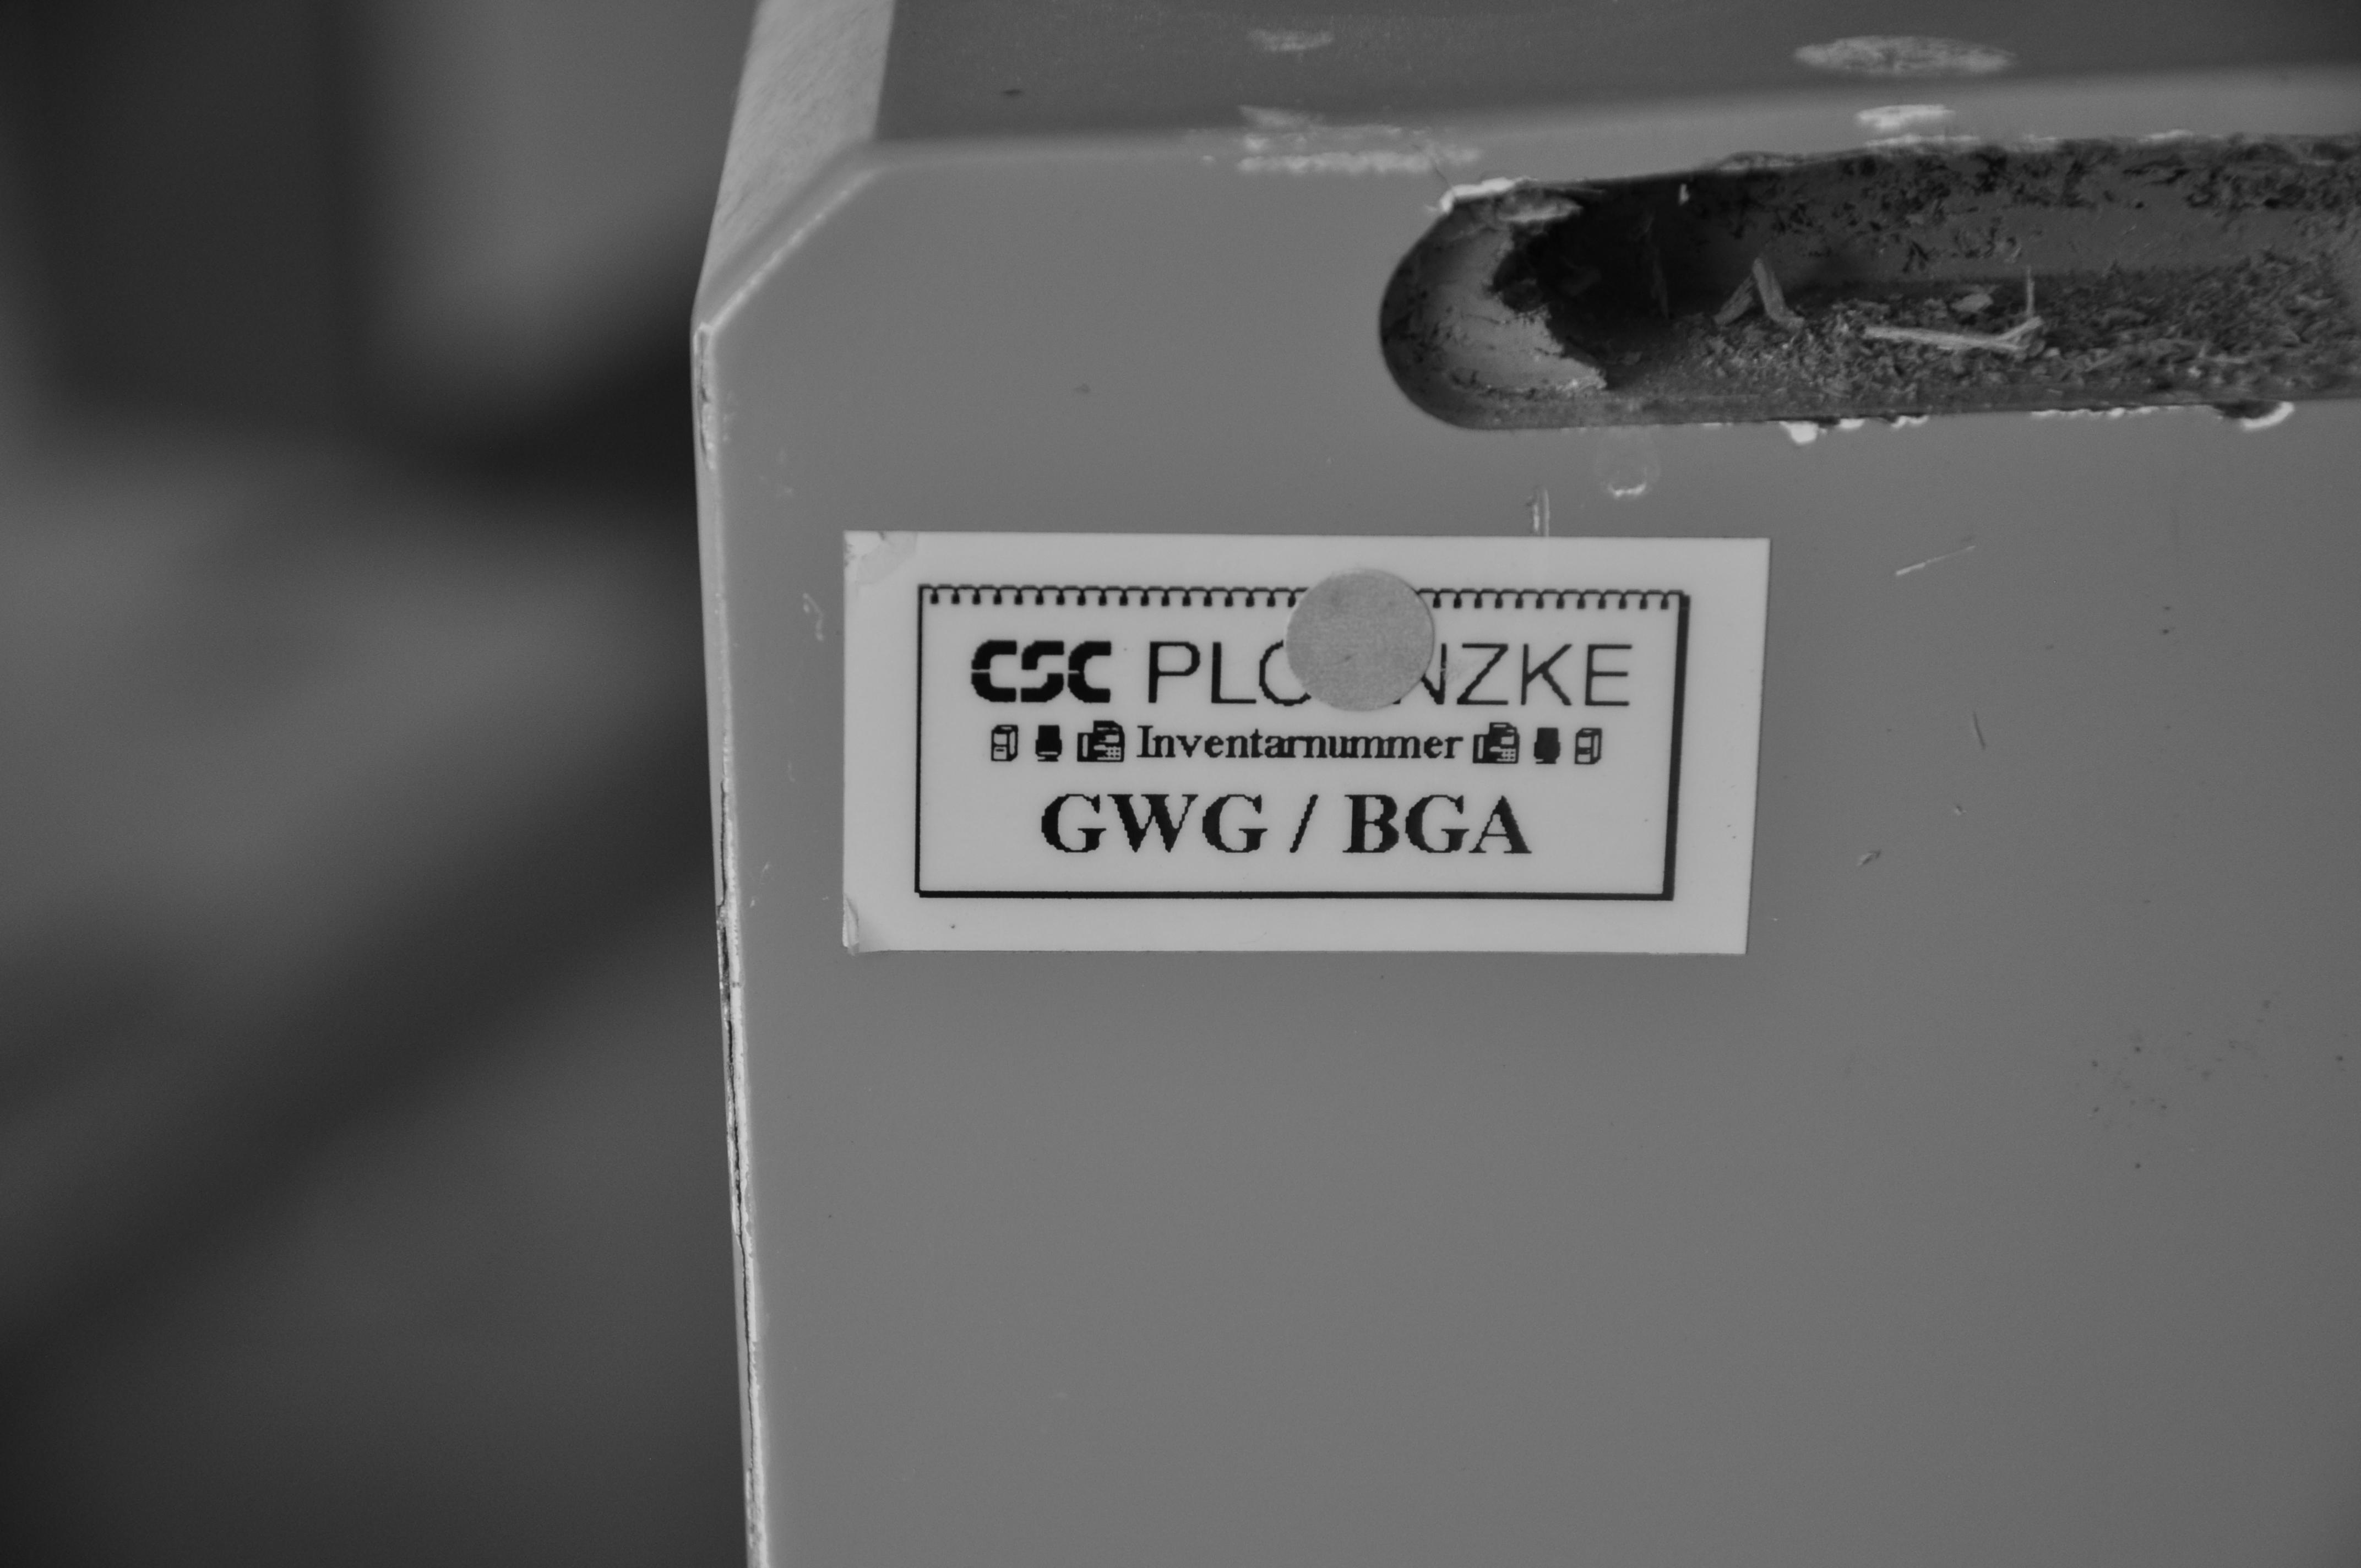 CSC
Inventarnummer
GWG / BGA